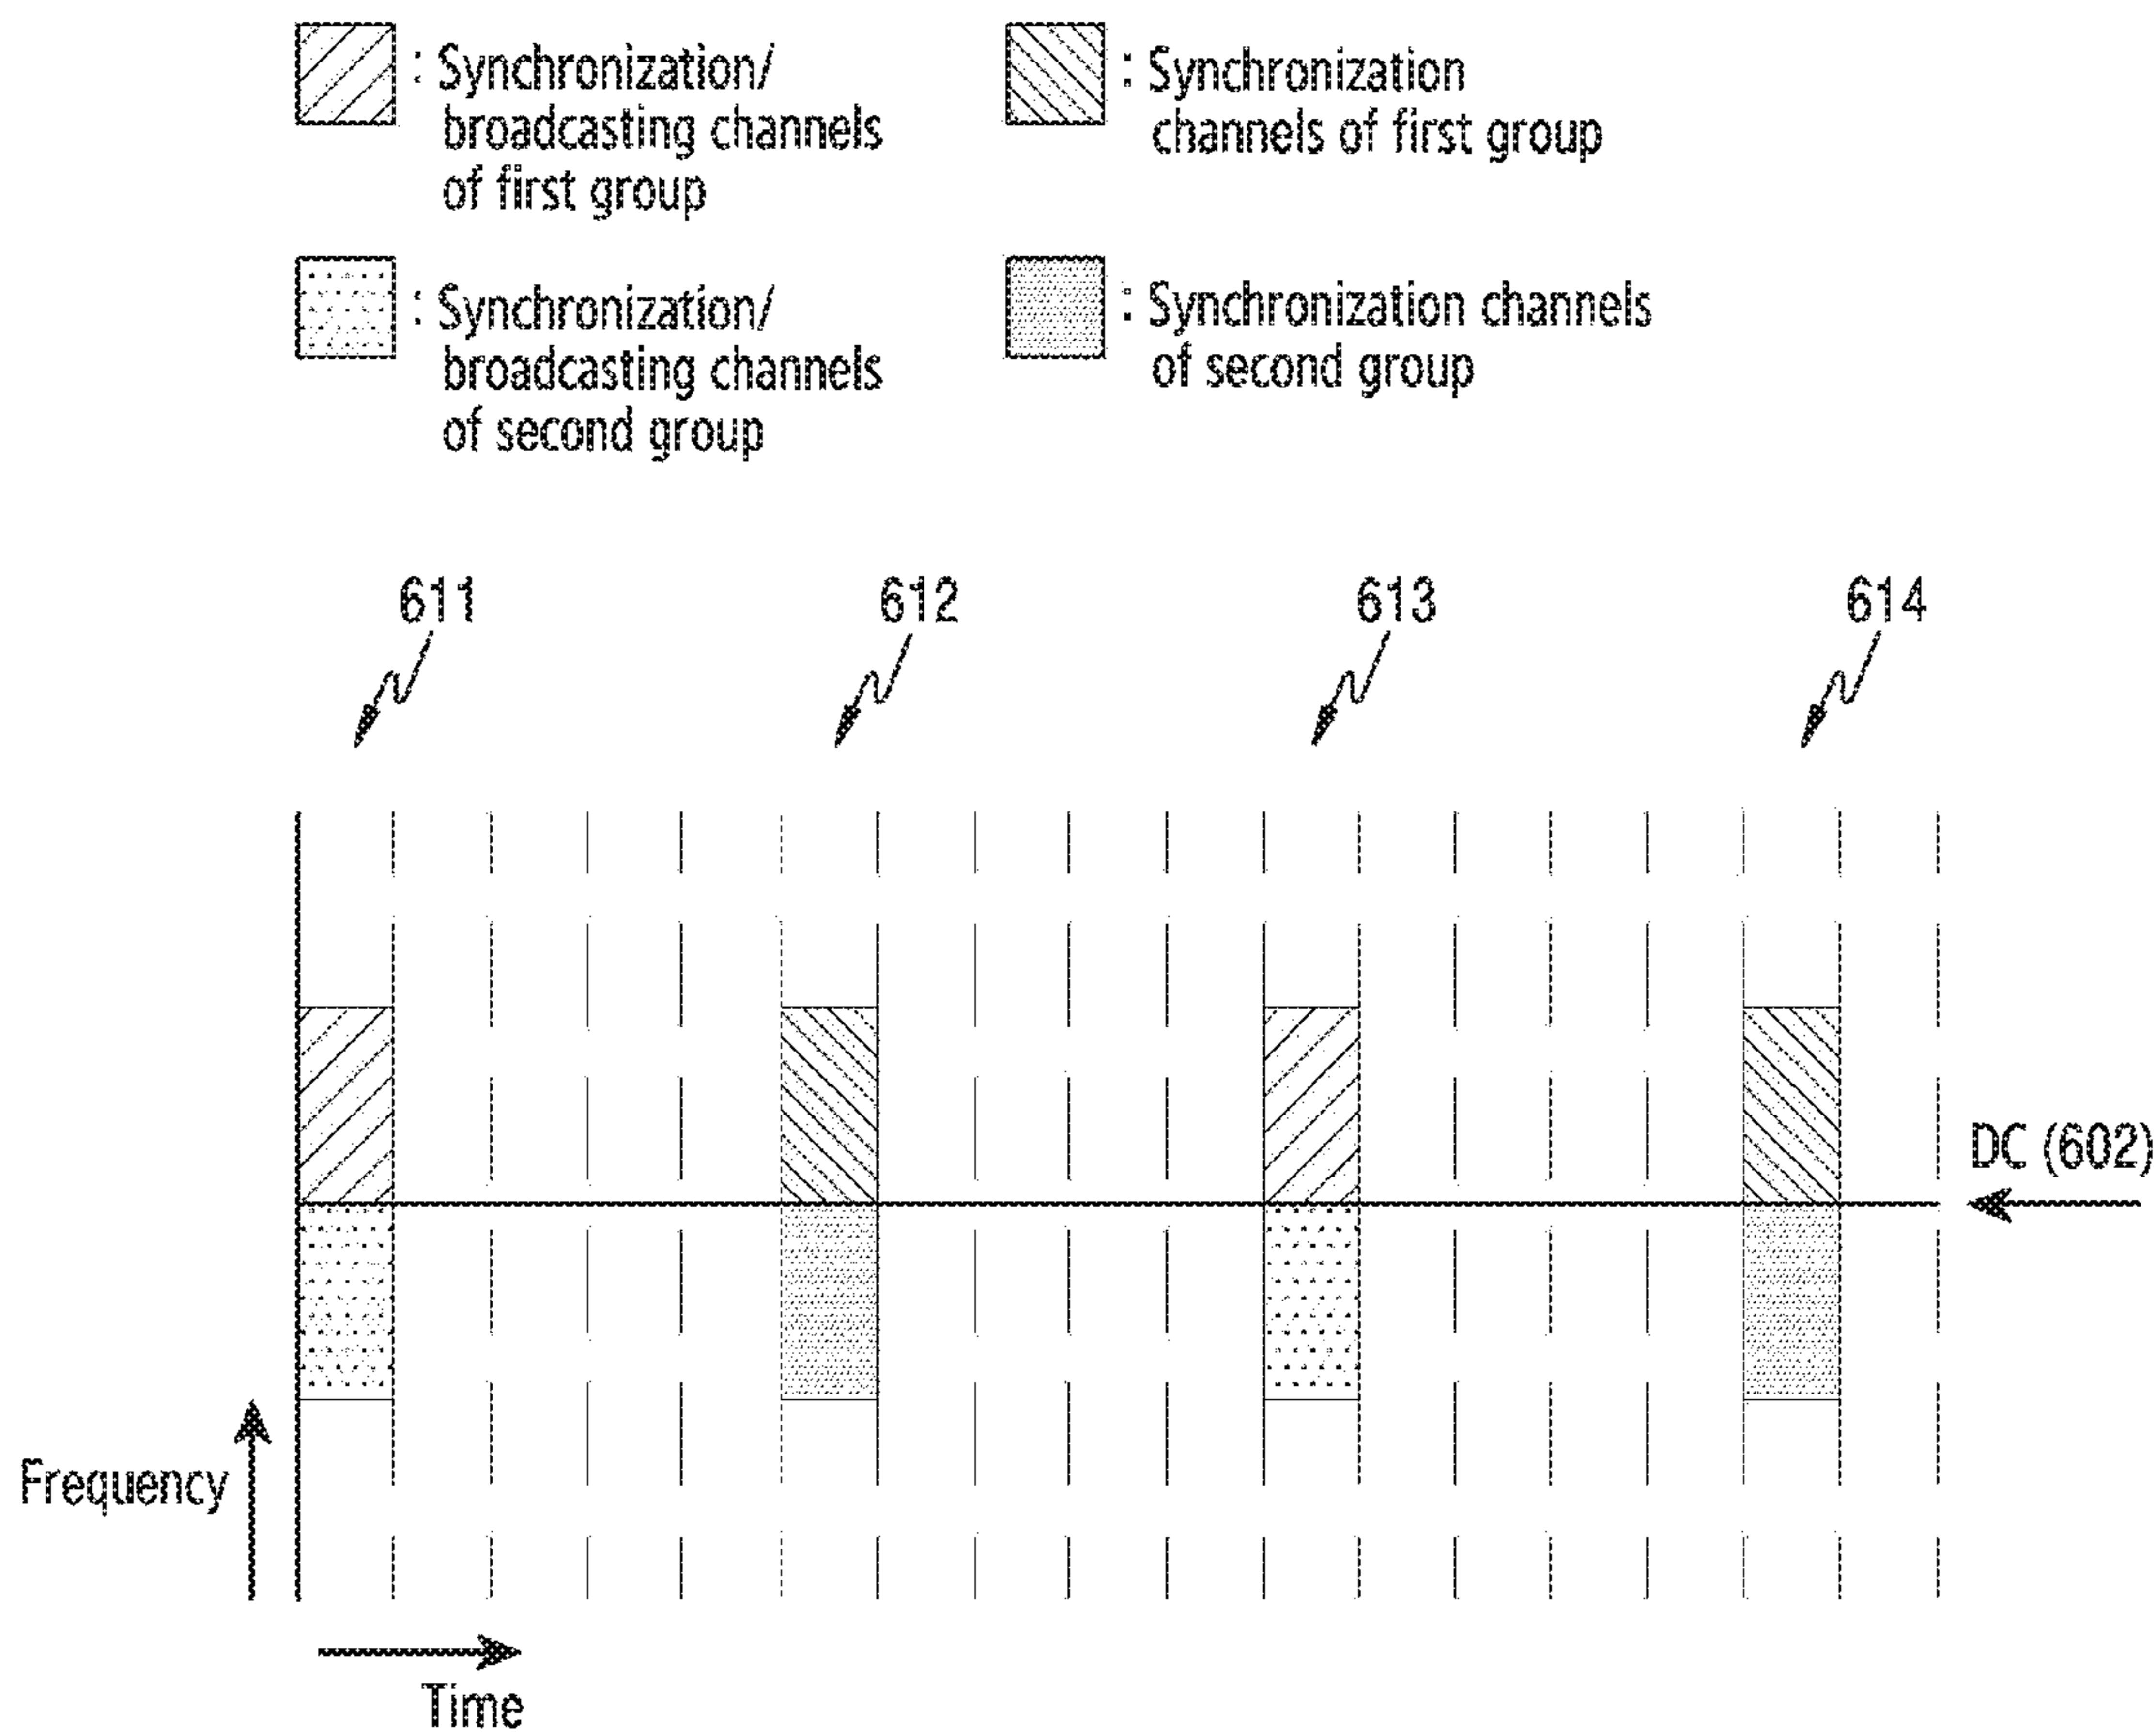 : Synchronization/
broadcasting channels
of first group
: Synchronization
channels of first group
: Synchronization/
broadcasting channels
of second group
: Synchronization channels
of second group
611
612
613
614
DC (602)
Frequency
Time